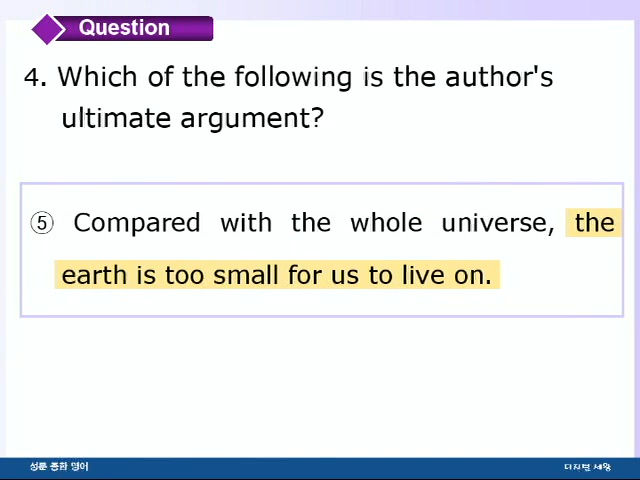 Question
4. Which of the following is the author's
ultimate argument?
⑤ Compared with the whole universe, the
earth is too small for us to live on.
성문 종합 영어
디지털 세왕